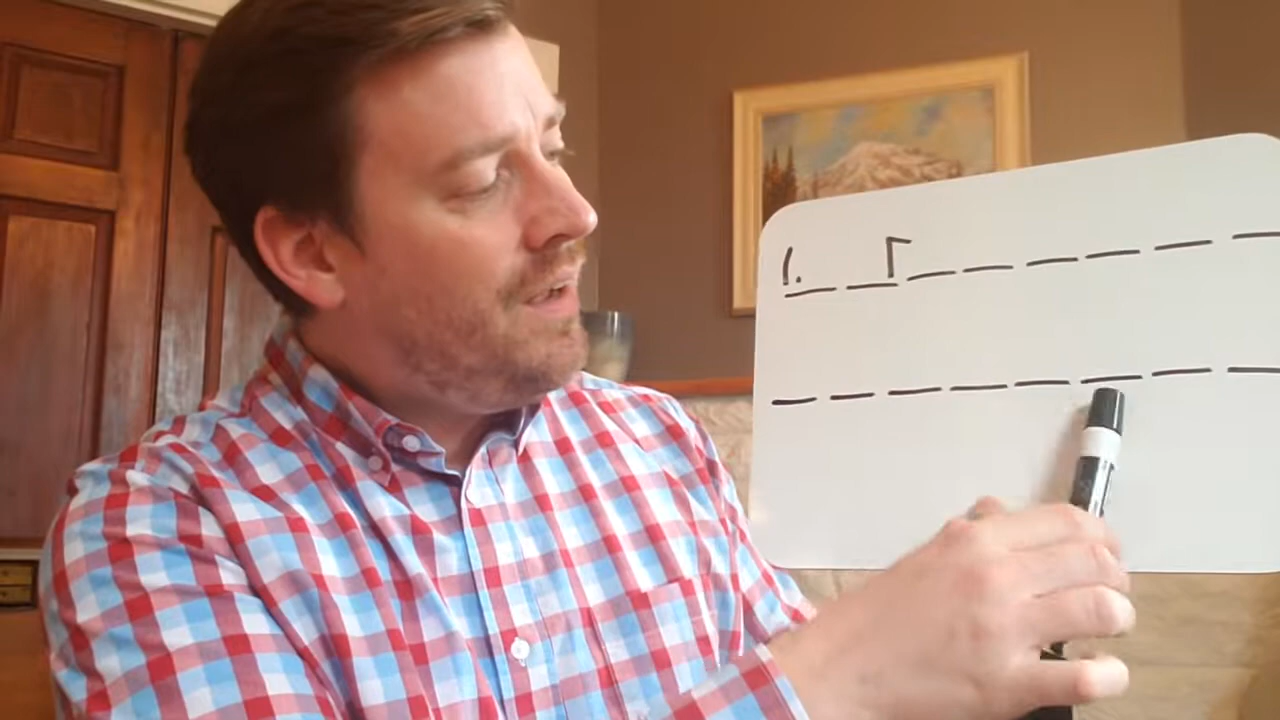 1. _ r _ _ _ _ _ _
_ _ _ _ _ _ _ _